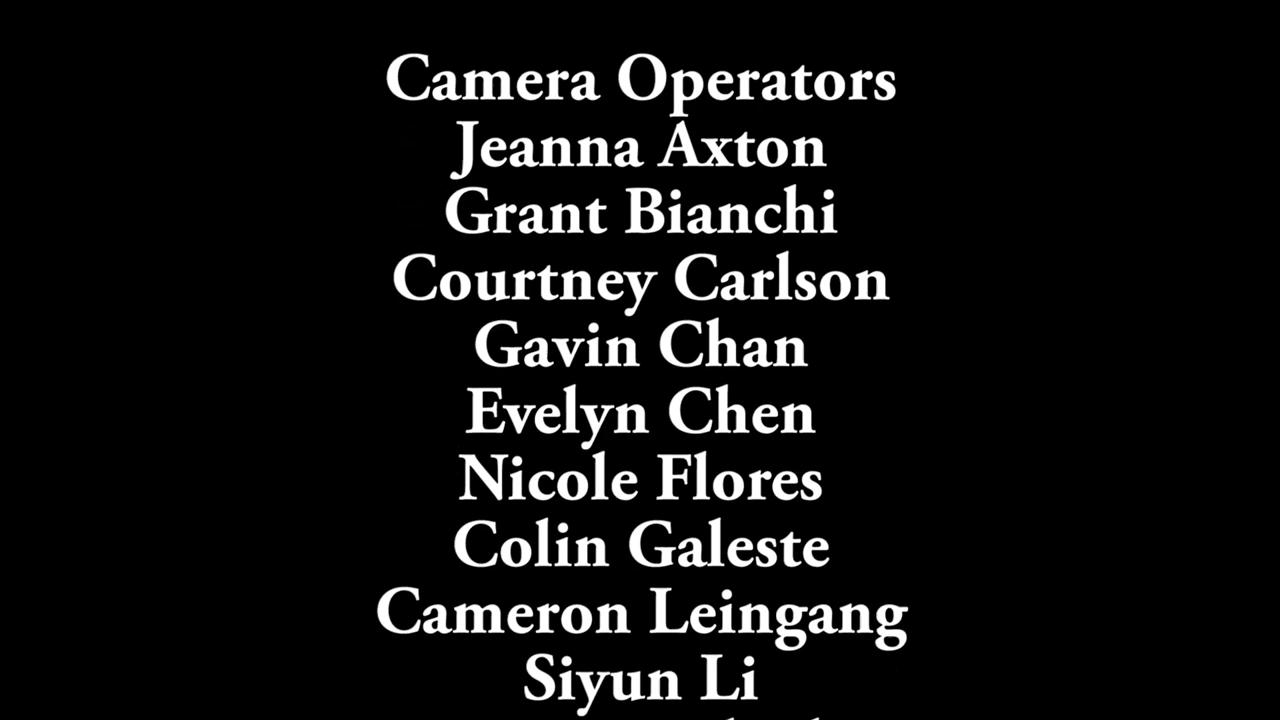 Camera Operators
Jeanna Axton
Grant Bianchi
Courtney Carlson
Gavin Chan
Evelyn Chen
Nicole Flores
Colin Galeste
Cameron Leingang
Siyun Li